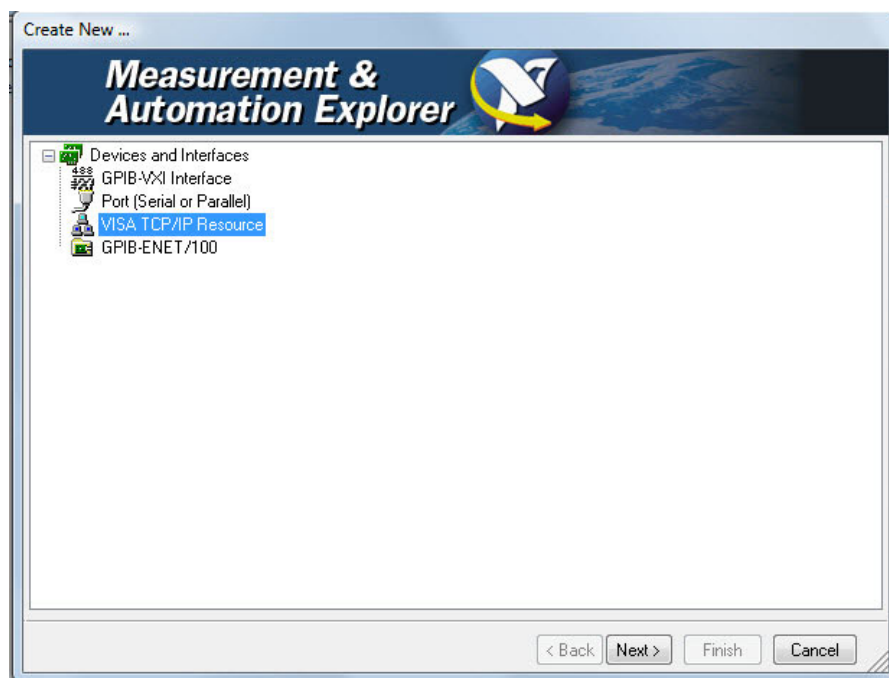 Create New ...
Measurement &
Automation Explorer
Devices and Interfaces
GPIB-VXI Interface
Port (Serial or Parallel)
VISA TCP/IP Resource
GPIB-ENET/100
< Back Next > Finish Cancel